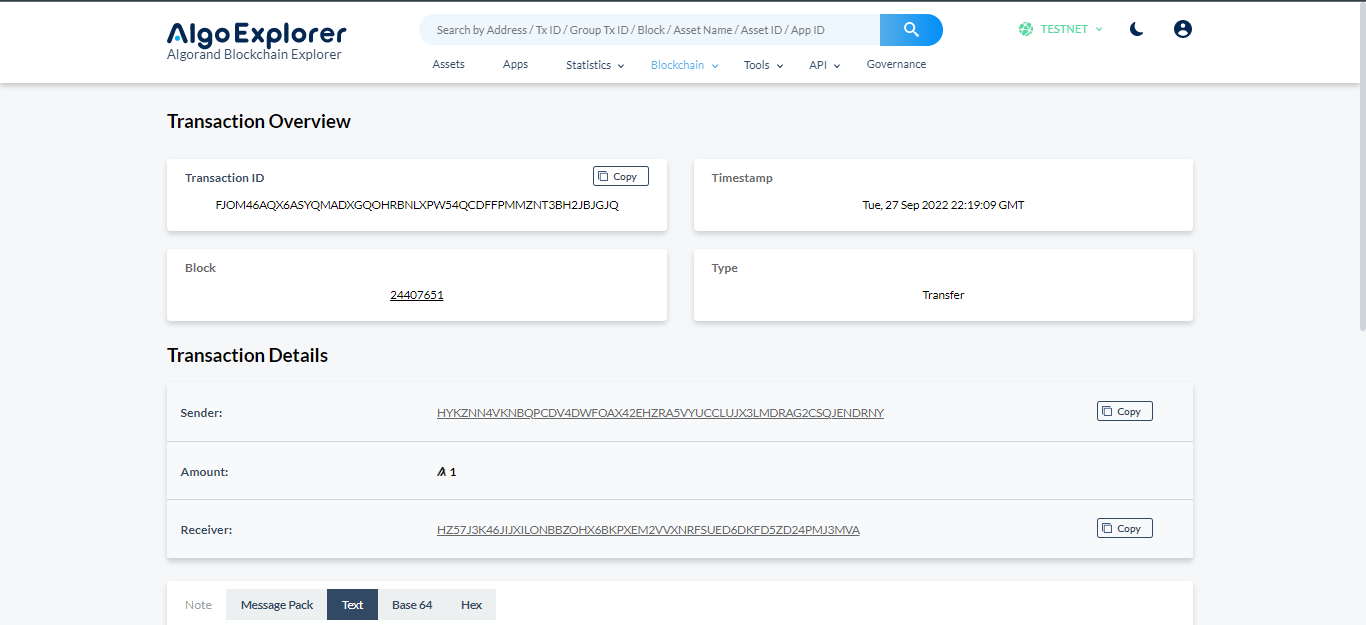 AlgoExplorer
Algorand Blockchain Explorer
Search by Address / Tx ID / Group Tx ID / Block / Asset Name / Asset ID / App ID
TESTNET
Assets Apps Statistics Blockchain Tools API Governance
Transaction Overview
Transaction ID Copy
FJOM46AQX6ASYQMADXGQOHRBNLXPW54QCDFFPMMZNT3BH2JBJGJQ
Timestamp
Tue, 27 Sep 2022 22:19:09 GMT
Block
24407651
Type
Transfer
Transaction Details
Sender: HYKZNN4VKNBQPCDV4DWFOAX42EHZRA5VYUCCLUJX3LMDRAG2CSQJENDRNY Copy
Amount: 1
Receiver: HZ57J3K46JIJXILONBBZOHX6BKPXEM2VVXNRFSUED6DKFD5ZD24PMJ3MVA Copy
Note Message Pack Text Base 64 Hex